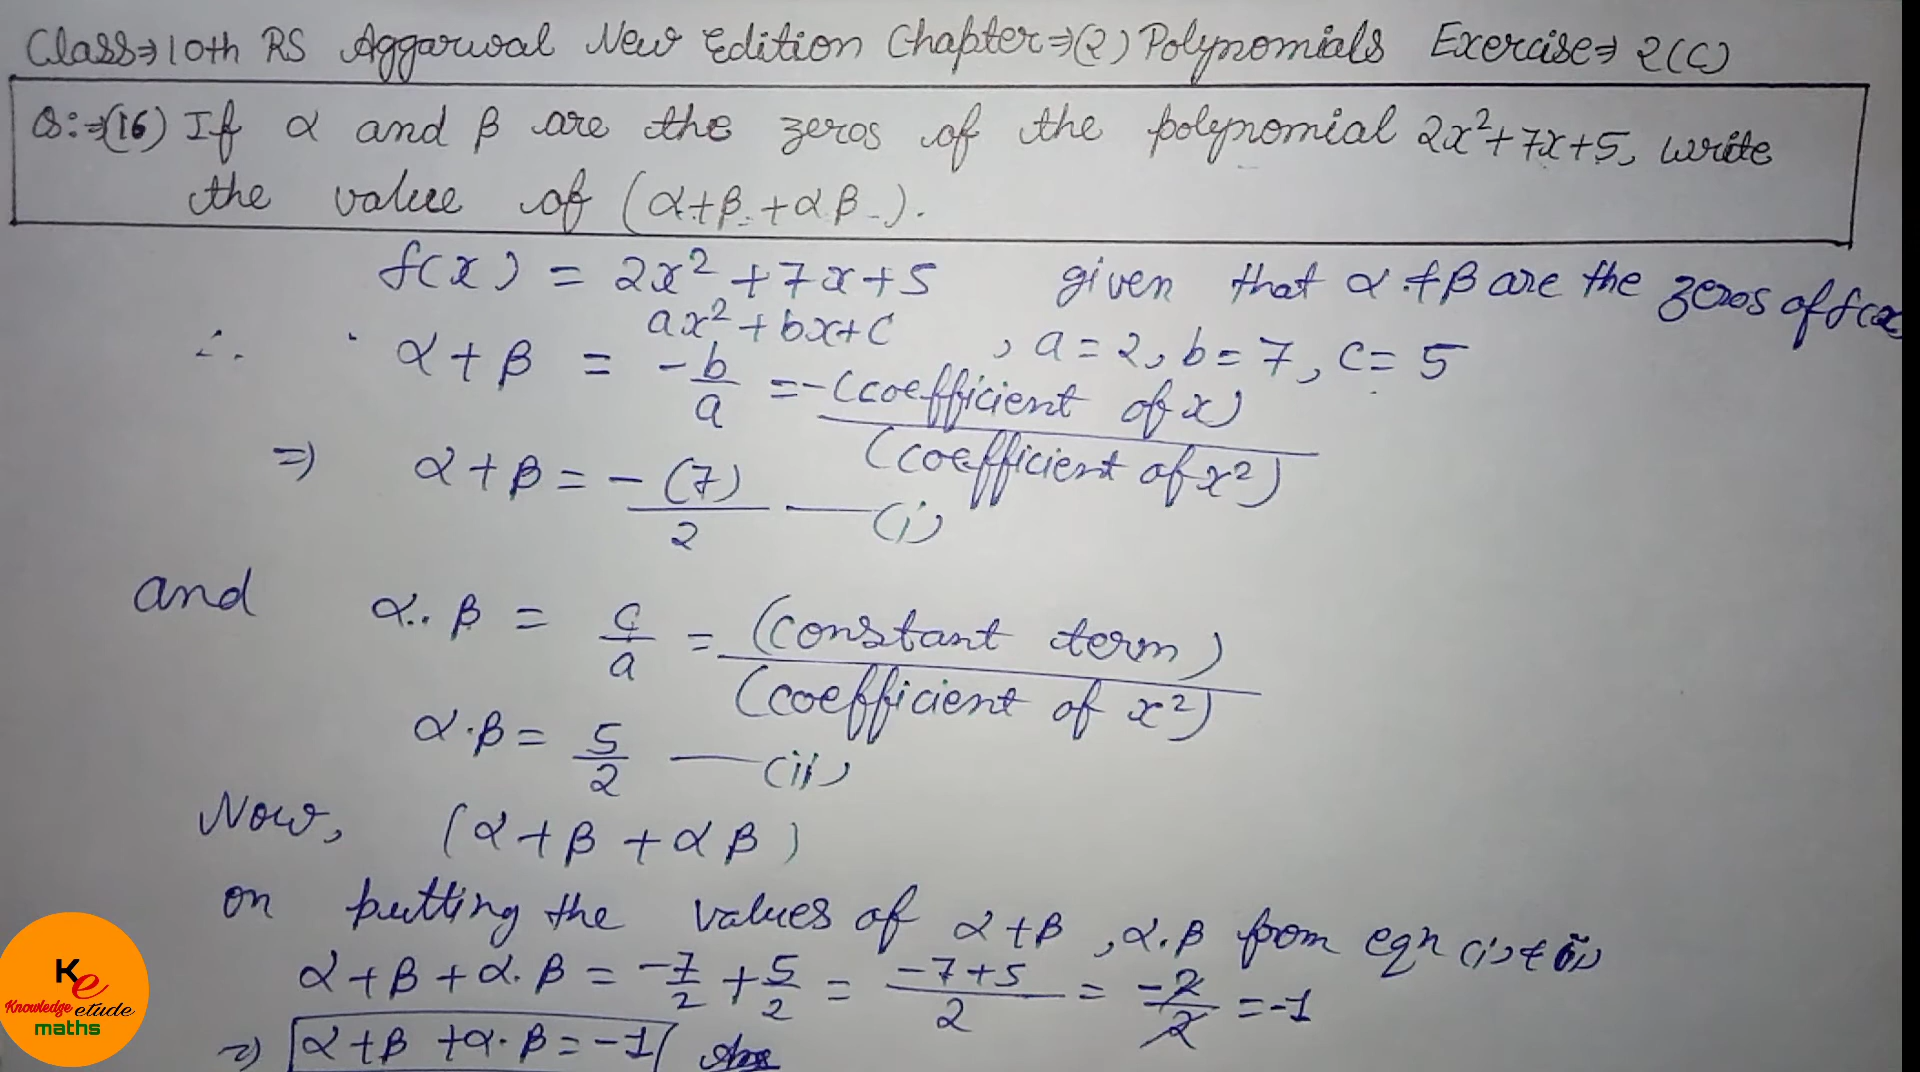 Class⇒10th RS Aggarwal New Edition Chapter⇒(2) Polynomials Exercise⇒ 2(C)
Q:⇒(16) If α and β are the zeros of the polynomial 2x²+7x+5, write
the value of (α+β+αβ).
f(x) = 2x²+7x+5 given that α & β are the zeros of f(x)
ax²+bx+c , a=2, b=7, c=5
∴ α+β = -b/a = -(coefficient of x)/(coefficient of x²)
⇒ α+β = -(7)/2 —(i)
and α.β = c/a = (constant term)/(coefficient of x²)
α.β = 5/2 —(ii)
Now, (α+β+αβ)
on putting the values of α+β, α.β from eqn (i) & (ii)
α+β+α.β = -7/2 + 5/2 = -7+5/2 = -2/2 = -1
⇒ α+β+α.β = -1 Ans
Ke
Knowledge etude
maths